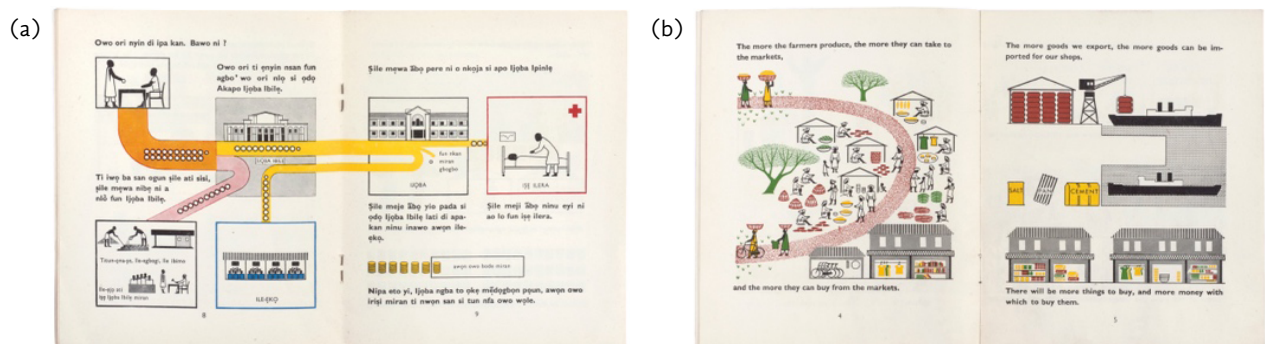 (a)
Owo ori nyin di ipa kan. Bawo ni ?
Owo ori ti ẹnyin nsan fun
agbo' wo ori nlọ si ọdọ
Akapo Ijọba Ibilẹ.
Ti iwọ ba san ogun ṣile ati sisi,
ṣile mẹwa nibẹ ni a
nlò fun Ijọba Ibilẹ.
IJỌBA IBILẸ
ILE-ẸKỌ
8
Ṣile mẹwa ãbọ pere ni o nkọja si apo Ijọba Ipinlẹ
fun nkan
miran
gbogbo
IJỌBA
IṢẸ ILERA
Ṣile meje ãbọ yio pada si
ọdọ Ijọba Ibilẹ lati di apa-
kan ninu inawo awọn ile-
ẹkọ.
Ṣile meji ãbọ ninu eyi ni
ao lo fun iṣẹ ilera.
awọn owo bode miran
Nipa eto yi, Ijọba ngba to ọkẹ mẹdọgbọn pọun, awọn owo
iriṣi miran ti nwọn san si tun nfa owo wọle.
9
(b)
The more the farmers produce, the more they can take to
the markets,
and the more they can buy from the markets.
4
The more goods we export, the more goods can be im-
ported for our shops.
SALT
CEMENT
There will be more things to buy, and more money with
which to buy them.
5